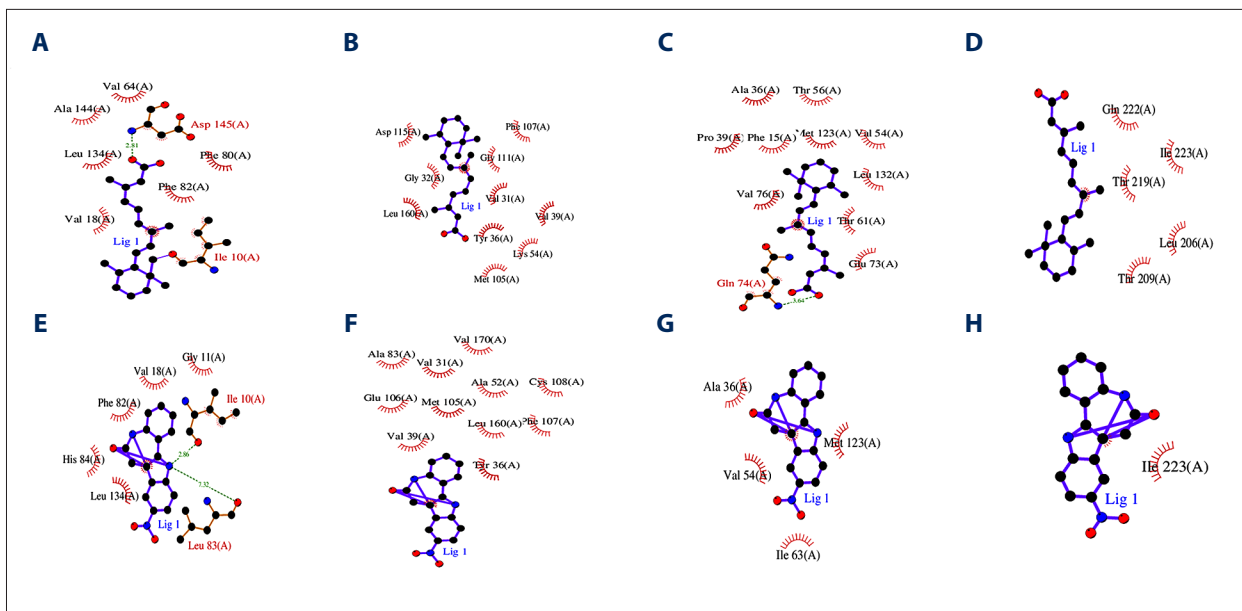 A
Val 64(A)
Ala 144(A)
Asp 145(A)
2.81
Leu 134(A)
Phe 80(A)
Phe 82(A)
Val 18(A)
Lig 1
Ile 10(A)
B
Asp 115(A)
Phe 107(A)
Gly 111(A)
Gly 32(A)
Val 31(A)
Leu 160(A)
Val 39(A)
Tyr 36(A)
Lys 54(A)
Met 105(A)
Lig 1
C
Ala 36(A)
Thr 56(A)
Pro 39(A
Phe 15(A)
Met 123(A)
Val 54(A)
Leu 132(A)
Val 76(A)
Lig 1
Thr 61(A)
Glu 73(A)
Gln 74(A)
3.64
D
Gln 222(A)
Lig 1
Ile 223(A)
Thr 219(A)
Leu 206(A)
Thr 209(A)
E
Gly 11(A)
Val 18(A)
Ile 10(A)
Phe 82(A)
2.86
His 84(A)
Leu 134(A)
Lig 1
Leu 83(A)
F
Val 170(A)
Ala 83(A)
Val 31(A)
Ala 52(A)
Cys 108(A)
Glu 106(A)
Met 105(A)
Leu 160(A)
Phe 107(A)
Val 39(A)
Tyr 36(A)
Lig 1
G
Ala 36(A)
Met 123(A)
Val 54(A)
Lig 1
Ile 63(A)
H
Ile 223(A)
Lig 1